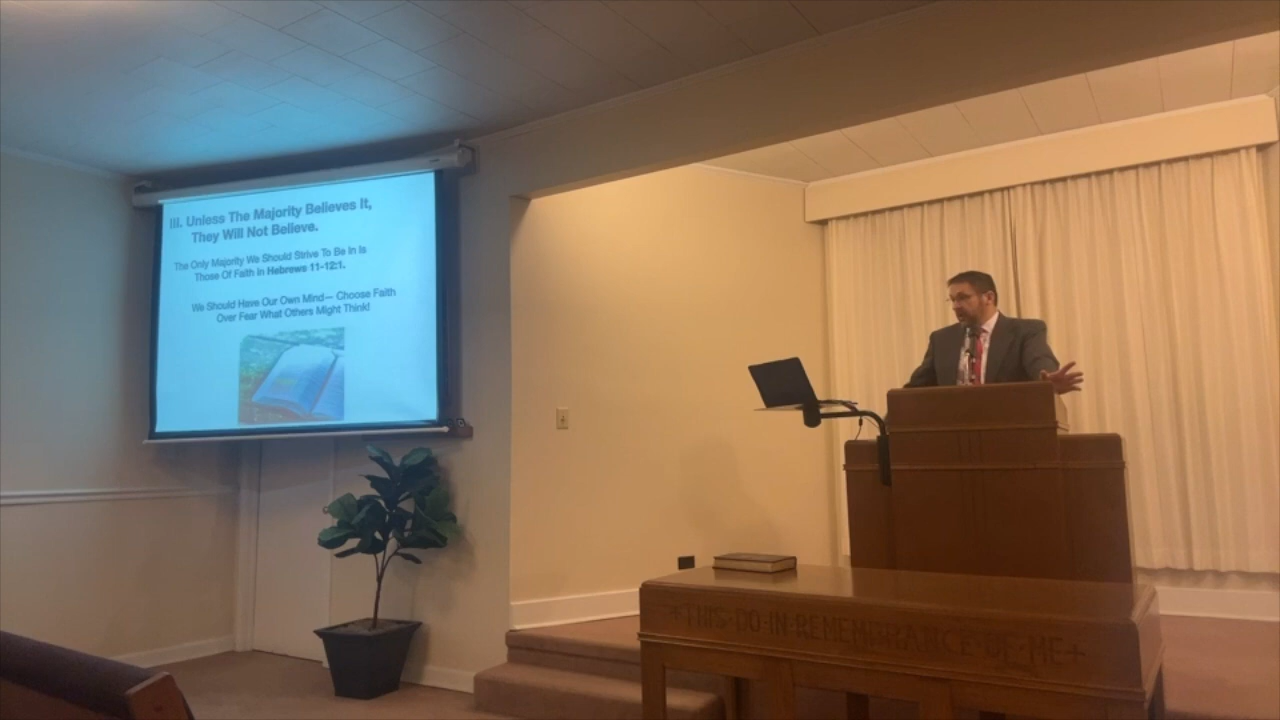 III. Unless The Majority Believes It,
They Will Not Believe.
The Only Majority We Should Strive To Be In Is
Those Of Faith In Hebrews 11-12:1.
We Should Have Our Own Mind— Choose Faith
Over Fear What Others Might Think!
+THIS·DO·IN·REMEMBRANCE·OF·ME+